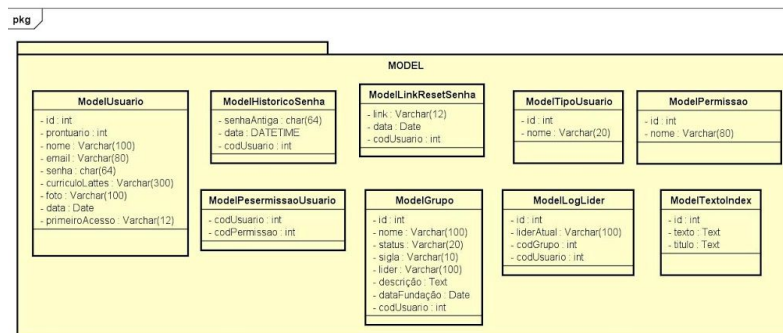 pkg
MODEL
ModelUsuario
- id : int
- prontuario : int
- nome : Varchar(100)
- email : Varchar(80)
- senha : char(64)
- curriculoLattes : Varchar(300)
- foto : Varchar(100)
- data : Date
- primeiroAcesso : Varchar(12)
ModelHistoricoSenha
- senhaAntiga : char(64)
- data : DATETIME
- codUsuario : int
ModelLinkResetSenha
- link : Varchar(12)
- data : Date
- codUsuario : int
ModelTipoUsuario
- id : int
- nome : Varchar(20)
ModelPermissao
- id : int
- nome : Varchar(80)
ModelPesermissaoUsuario
- codUsuario : int
- codPermissao : int
ModelGrupo
- id : int
- nome : Varchar(100)
- status : Varchar(20)
- sigla : Varchar(10)
- lider : Varchar(100)
- descrição : Text
- dataFundação : Date
- codUsuario : int
ModelLogLider
- id : int
- liderAtual : Varchar(100)
- codGrupo : int
- codUsuario : int
ModelTextoIndex
- id : int
- texto : Text
- titulo : Text